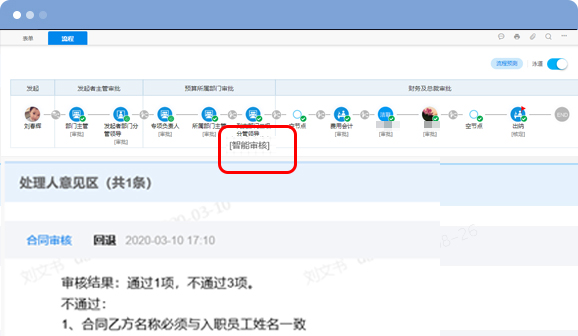 表单 流程
流程预测 泳道
发起 发起者主管审批 预算所属部门审批 财务及总裁审批
刘春辉 部门主管 发起者部门分管领导 专项负责人 所属部门主管 分管领导 空节点 费用会计 空节点 出纳 END
[审批] [审批] [审批] [审批] [审批] [审批] [审批] [核定]
[智能审核]
处理人意见区（共1条）
合同审核 回退 2020-03-10 17:10
审核结果：通过1项，不通过3项。
不通过：
1、合同乙方名称必须与入职员工姓名一致
刘文书